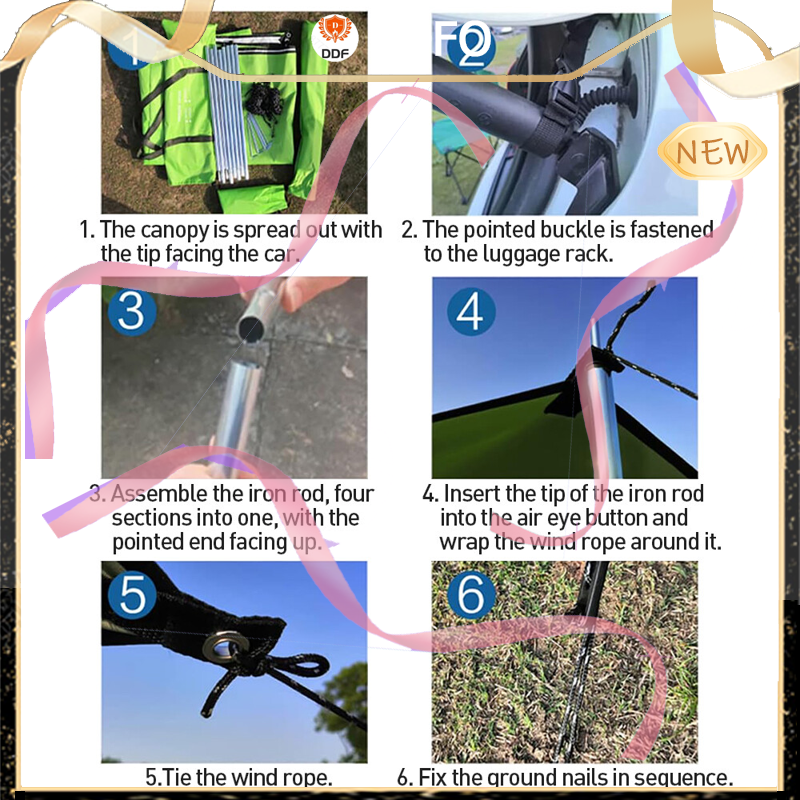 1
DDF
FO
2
NEW
1. The canopy is spread out with
the tip facing the car.
2. The pointed buckle is fastened
to the luggage rack.
3
4
3. Assemble the iron rod, four
sections into one, with the
pointed end facing up.
4. Insert the tip of the iron rod
into the air eye button and
wrap the wind rope around it.
5
6
5.Tie the wind rope.
6. Fix the ground nails in sequence.